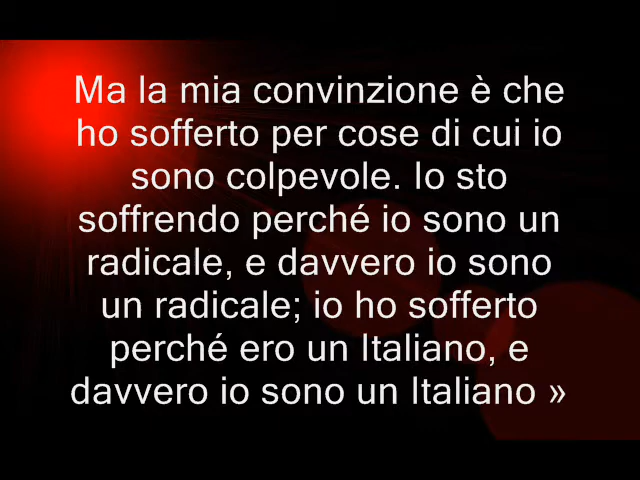 Ma la mia convinzione è che
ho sofferto per cose di cui io
sono colpevole. Io sto
soffrendo perché io sono un
radicale, e davvero io sono
un radicale; io ho sofferto
perché ero un Italiano, e
davvero io sono un Italiano »